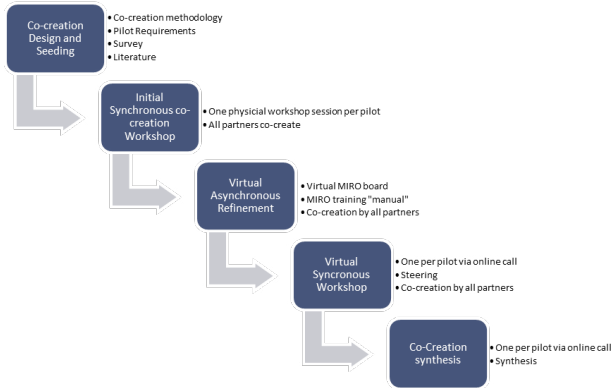 Co-creation
Design and
Seeding
•Co-creation methodology
•Pilot Requirements
•Survey
•Literature
Initial
Synchronous co-
creation
Workshop
•One physicial workshop session per pilot
•All partners co-create
Virtual
Asynchronous
Refinement
•Virtual MIRO board
•MIRO training "manual"
•Co-creation by all partners
Virtual
Syncronous
Workshop
•One per pilot via online call
•Steering
•Co-creation by all partners
Co-Creation
synthesis
•One per pilot via online call
•Synthesis